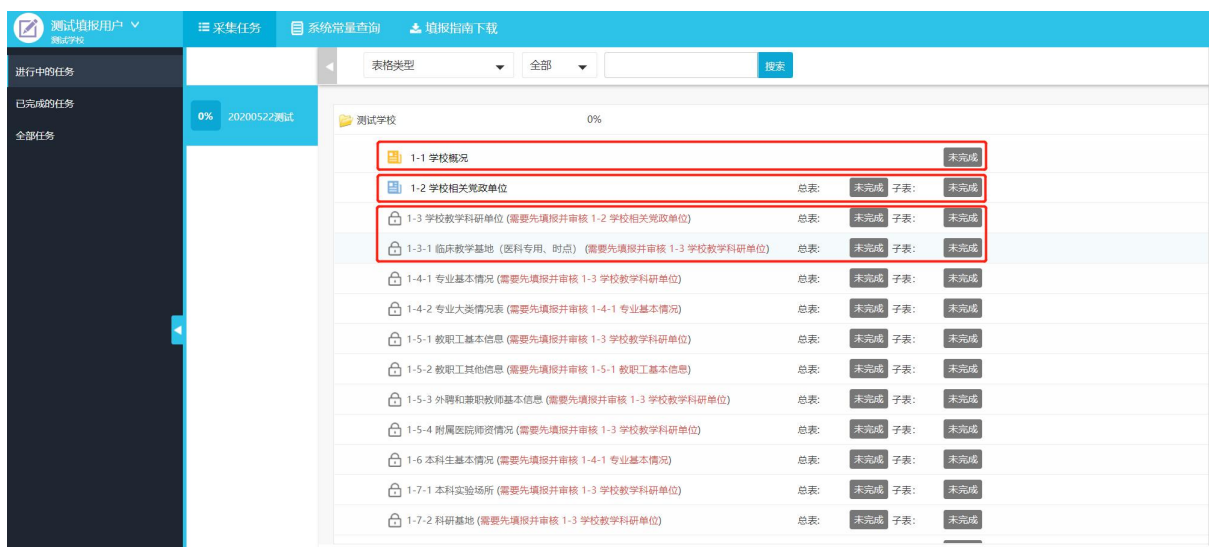 测试填报用户
测试学校
采集任务 系统常量查询 填报指南下载
进行中的任务
已完成的任务
全部任务
0% 20200522测试
表格类型 全部 搜索
测试学校 0%
1-1 学校概况 未完成
1-2 学校相关党政单位 总表: 未完成 子表: 未完成
1-3 学校教学科研单位 (需要先填报并审核 1-2 学校相关党政单位) 总表: 未完成 子表: 未完成
1-3-1 临床教学基地（医科专用、时点） (需要先填报并审核 1-3 学校教学科研单位) 总表: 未完成 子表: 未完成
1-4-1 专业基本情况 (需要先填报并审核 1-3 学校教学科研单位) 总表: 未完成 子表: 未完成
1-4-2 专业大类情况表 (需要先填报并审核 1-4-1 专业基本情况) 总表: 未完成 子表: 未完成
1-5-1 教职工基本信息 (需要先填报并审核 1-3 学校教学科研单位) 总表: 未完成 子表: 未完成
1-5-2 教职工其他信息 (需要先填报并审核 1-5-1 教职工基本信息) 总表: 未完成 子表: 未完成
1-5-3 外聘和兼职教师基本信息 (需要先填报并审核 1-3 学校教学科研单位) 总表: 未完成 子表: 未完成
1-5-4 附属医院师资情况 (需要先填报并审核 1-3 学校教学科研单位) 总表: 未完成 子表: 未完成
1-6 本科生基本情况 (需要先填报并审核 1-4-1 专业基本情况) 总表: 未完成 子表: 未完成
1-7-1 本科实验场所 (需要先填报并审核 1-3 学校教学科研单位) 总表: 未完成 子表: 未完成
1-7-2 科研基地 (需要先填报并审核 1-3 学校教学科研单位) 总表: 未完成 子表: 未完成